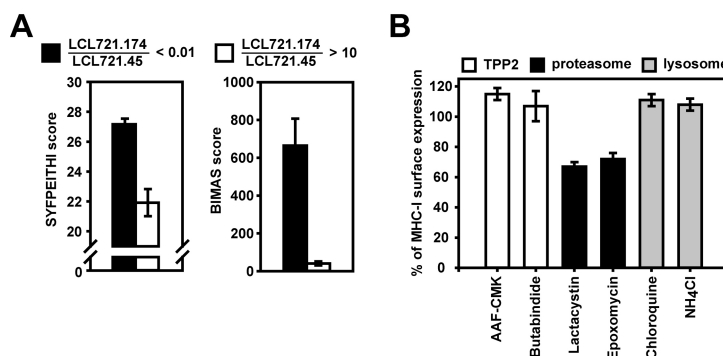 A
LCL721.174
LCL721.45
< 0.01
LCL721.174
LCL721.45
> 10
SYFPEITHI score
30
28
26
24
22
20
0
BIMAS score
1000
800
600
400
200
0
B
TPP2
proteasome
lysosome
% of MHC-I surface expression
120
100
80
60
40
20
0
AAF-CMK
Butabindide
Lactacystin
Epoxomycin
Chloroquine
NH4Cl